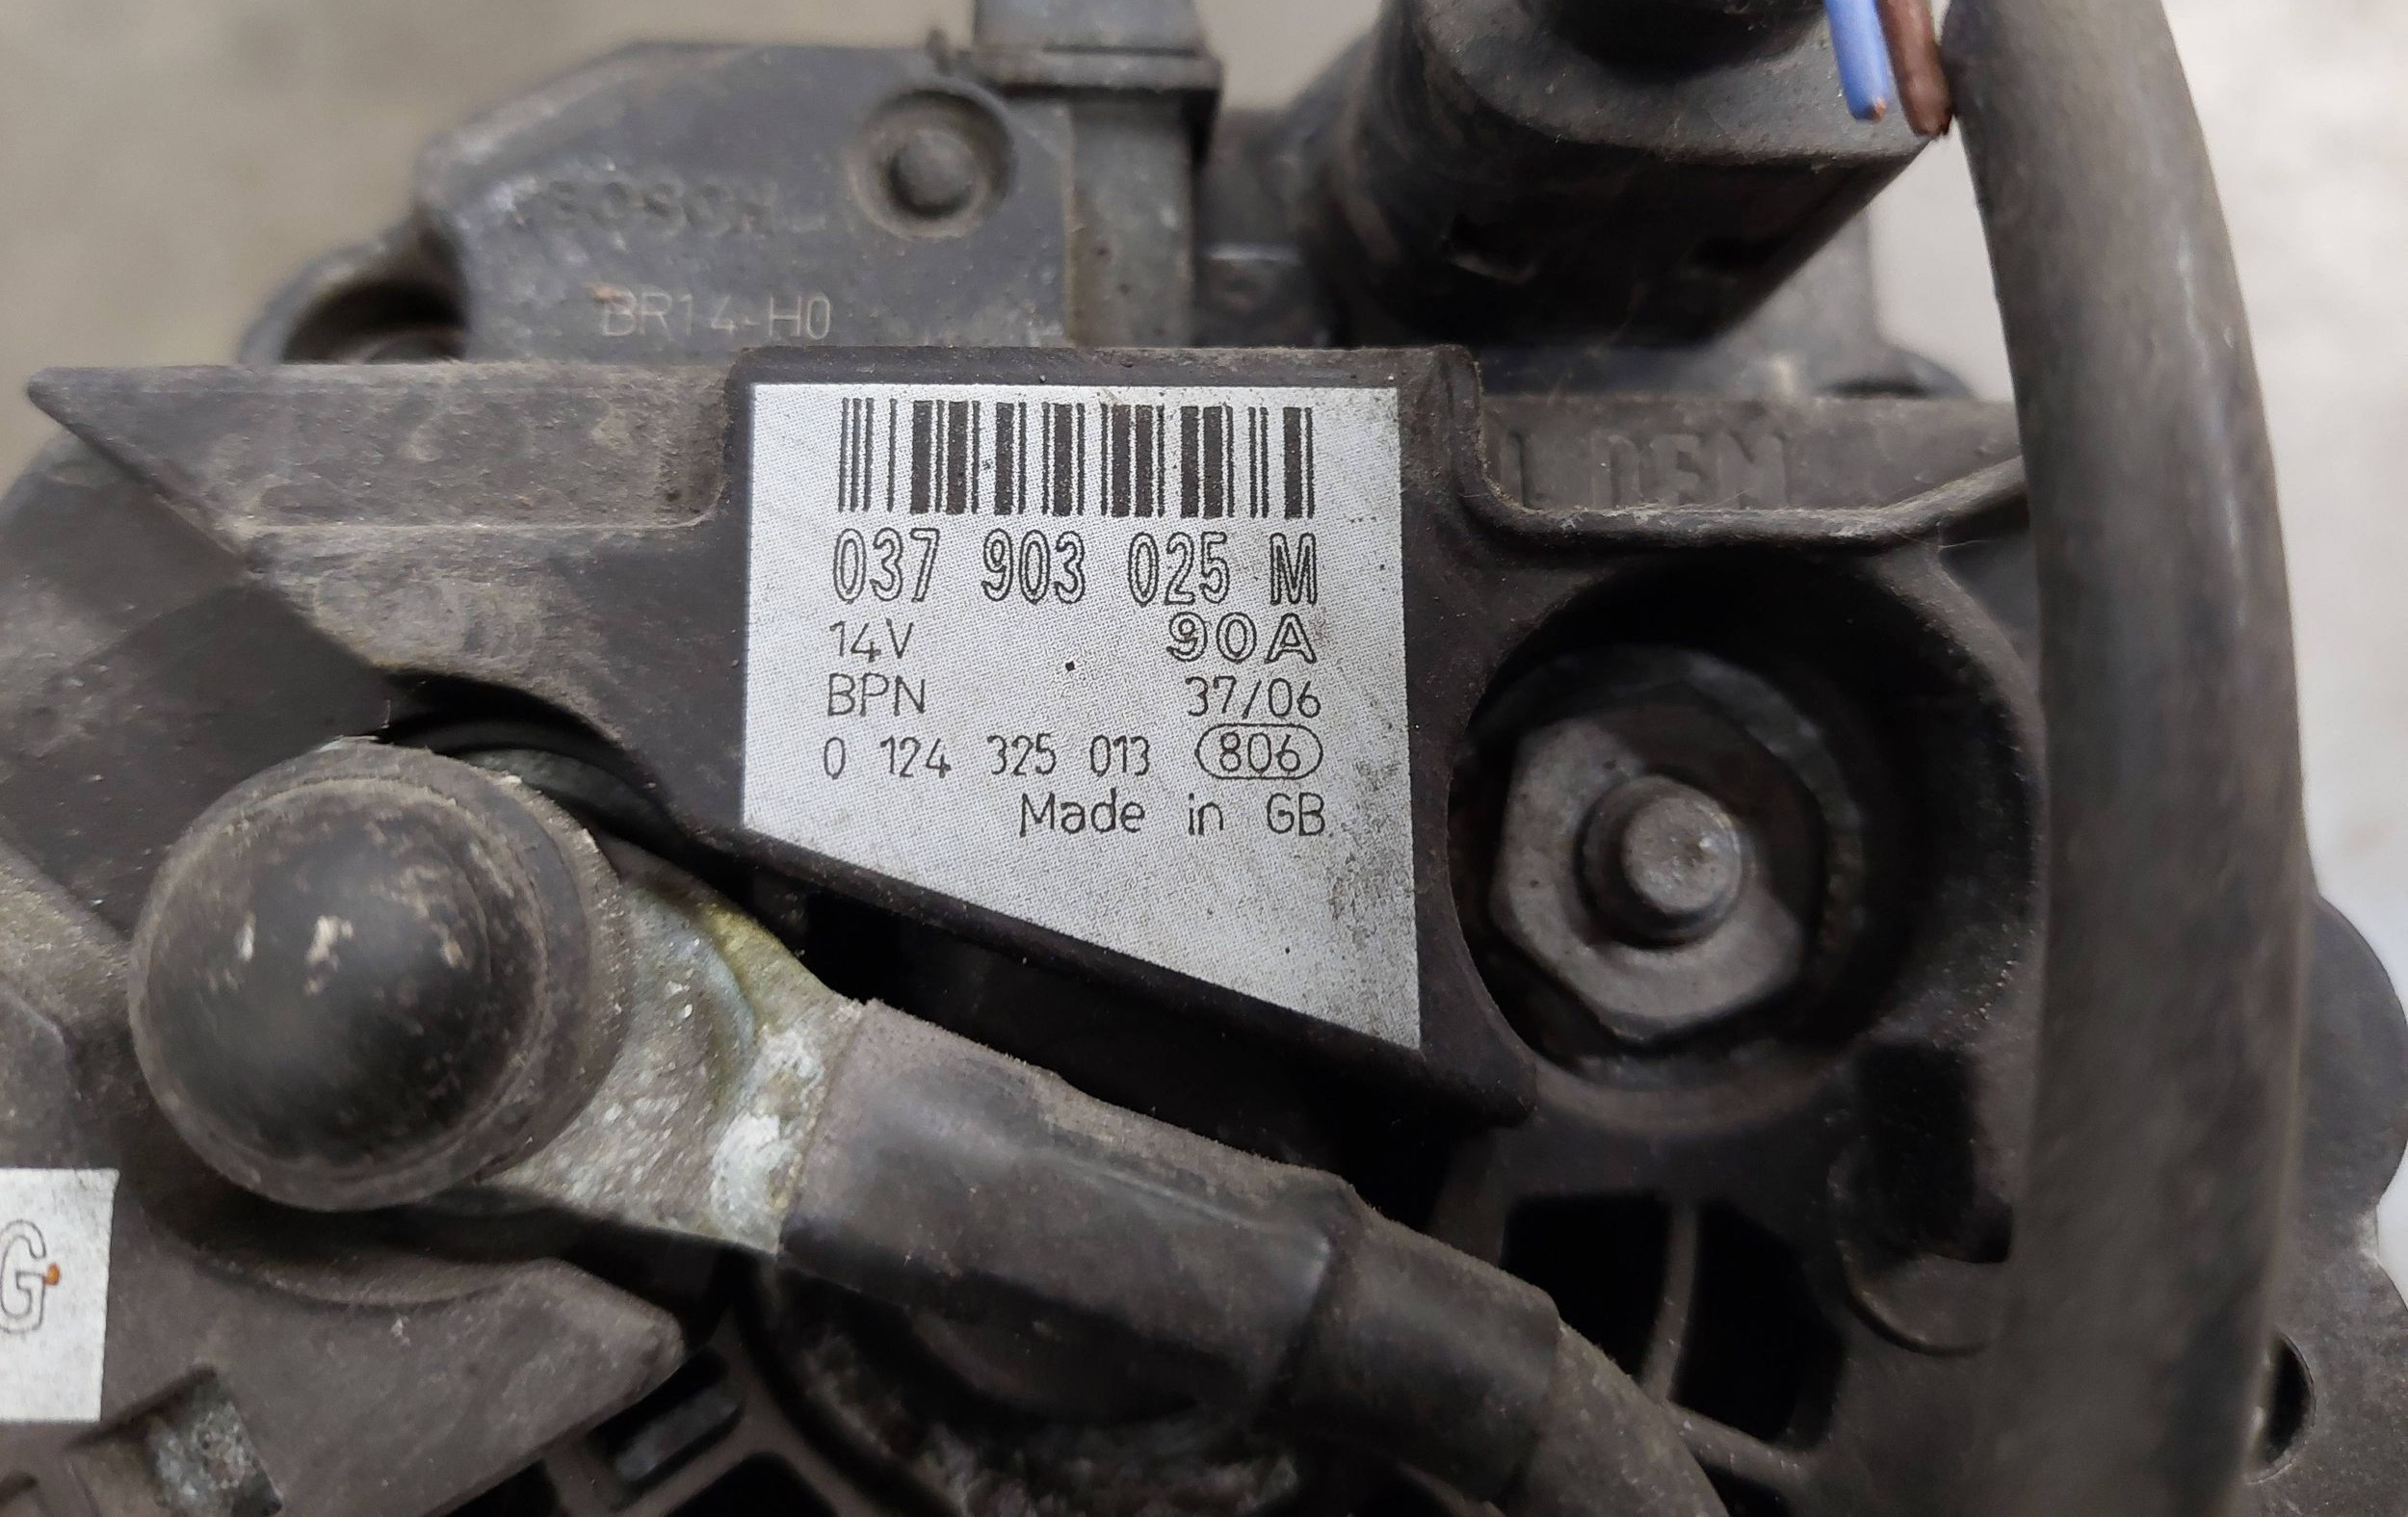 BOSCH
BR14-H0
037 903 025 M
14V 90A
BPN 37/06
0 124 325 013 806
Made in GB
G